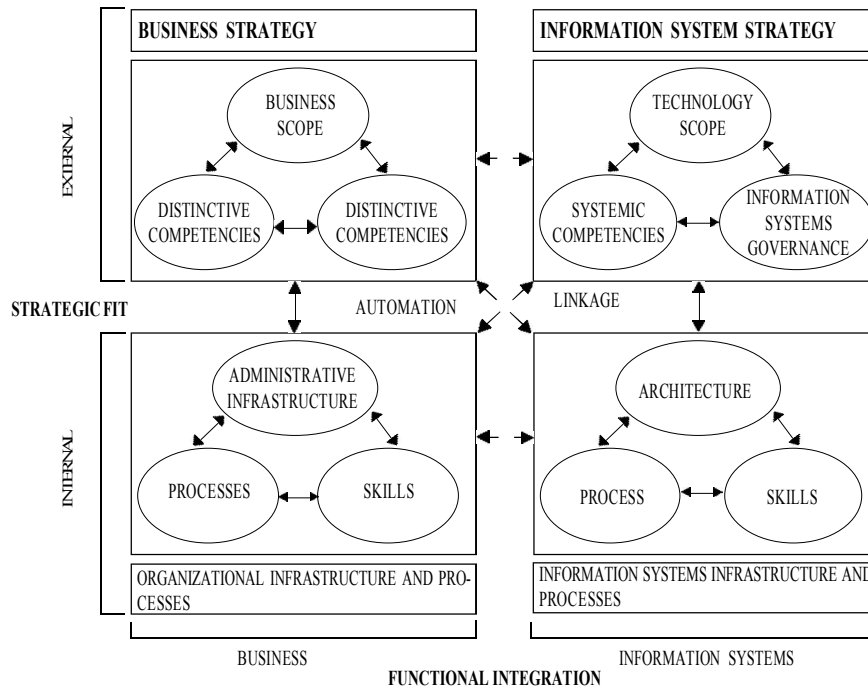 BUSINESS STRATEGY
INFORMATION SYSTEM STRATEGY
EXTERNAL
BUSINESS
SCOPE
DISTINCTIVE
COMPETENCIES
DISTINCTIVE
COMPETENCIES
TECHNOLOGY
SCOPE
SYSTEMIC
COMPETENCIES
INFORMATION
SYSTEMS
GOVERNANCE
STRATEGIC FIT
AUTOMATION
LINKAGE
INTERNAL
ADMINISTRATIVE
INFRASTRUCTURE
PROCESSES
SKILLS
ARCHITECTURE
PROCESS
SKILLS
ORGANIZATIONAL INFRASTRUCTURE AND PRO-
CESSES
INFORMATION SYSTEMS INFRASTRUCTURE AND
PROCESSES
BUSINESS
INFORMATION SYSTEMS
FUNCTIONAL INTEGRATION